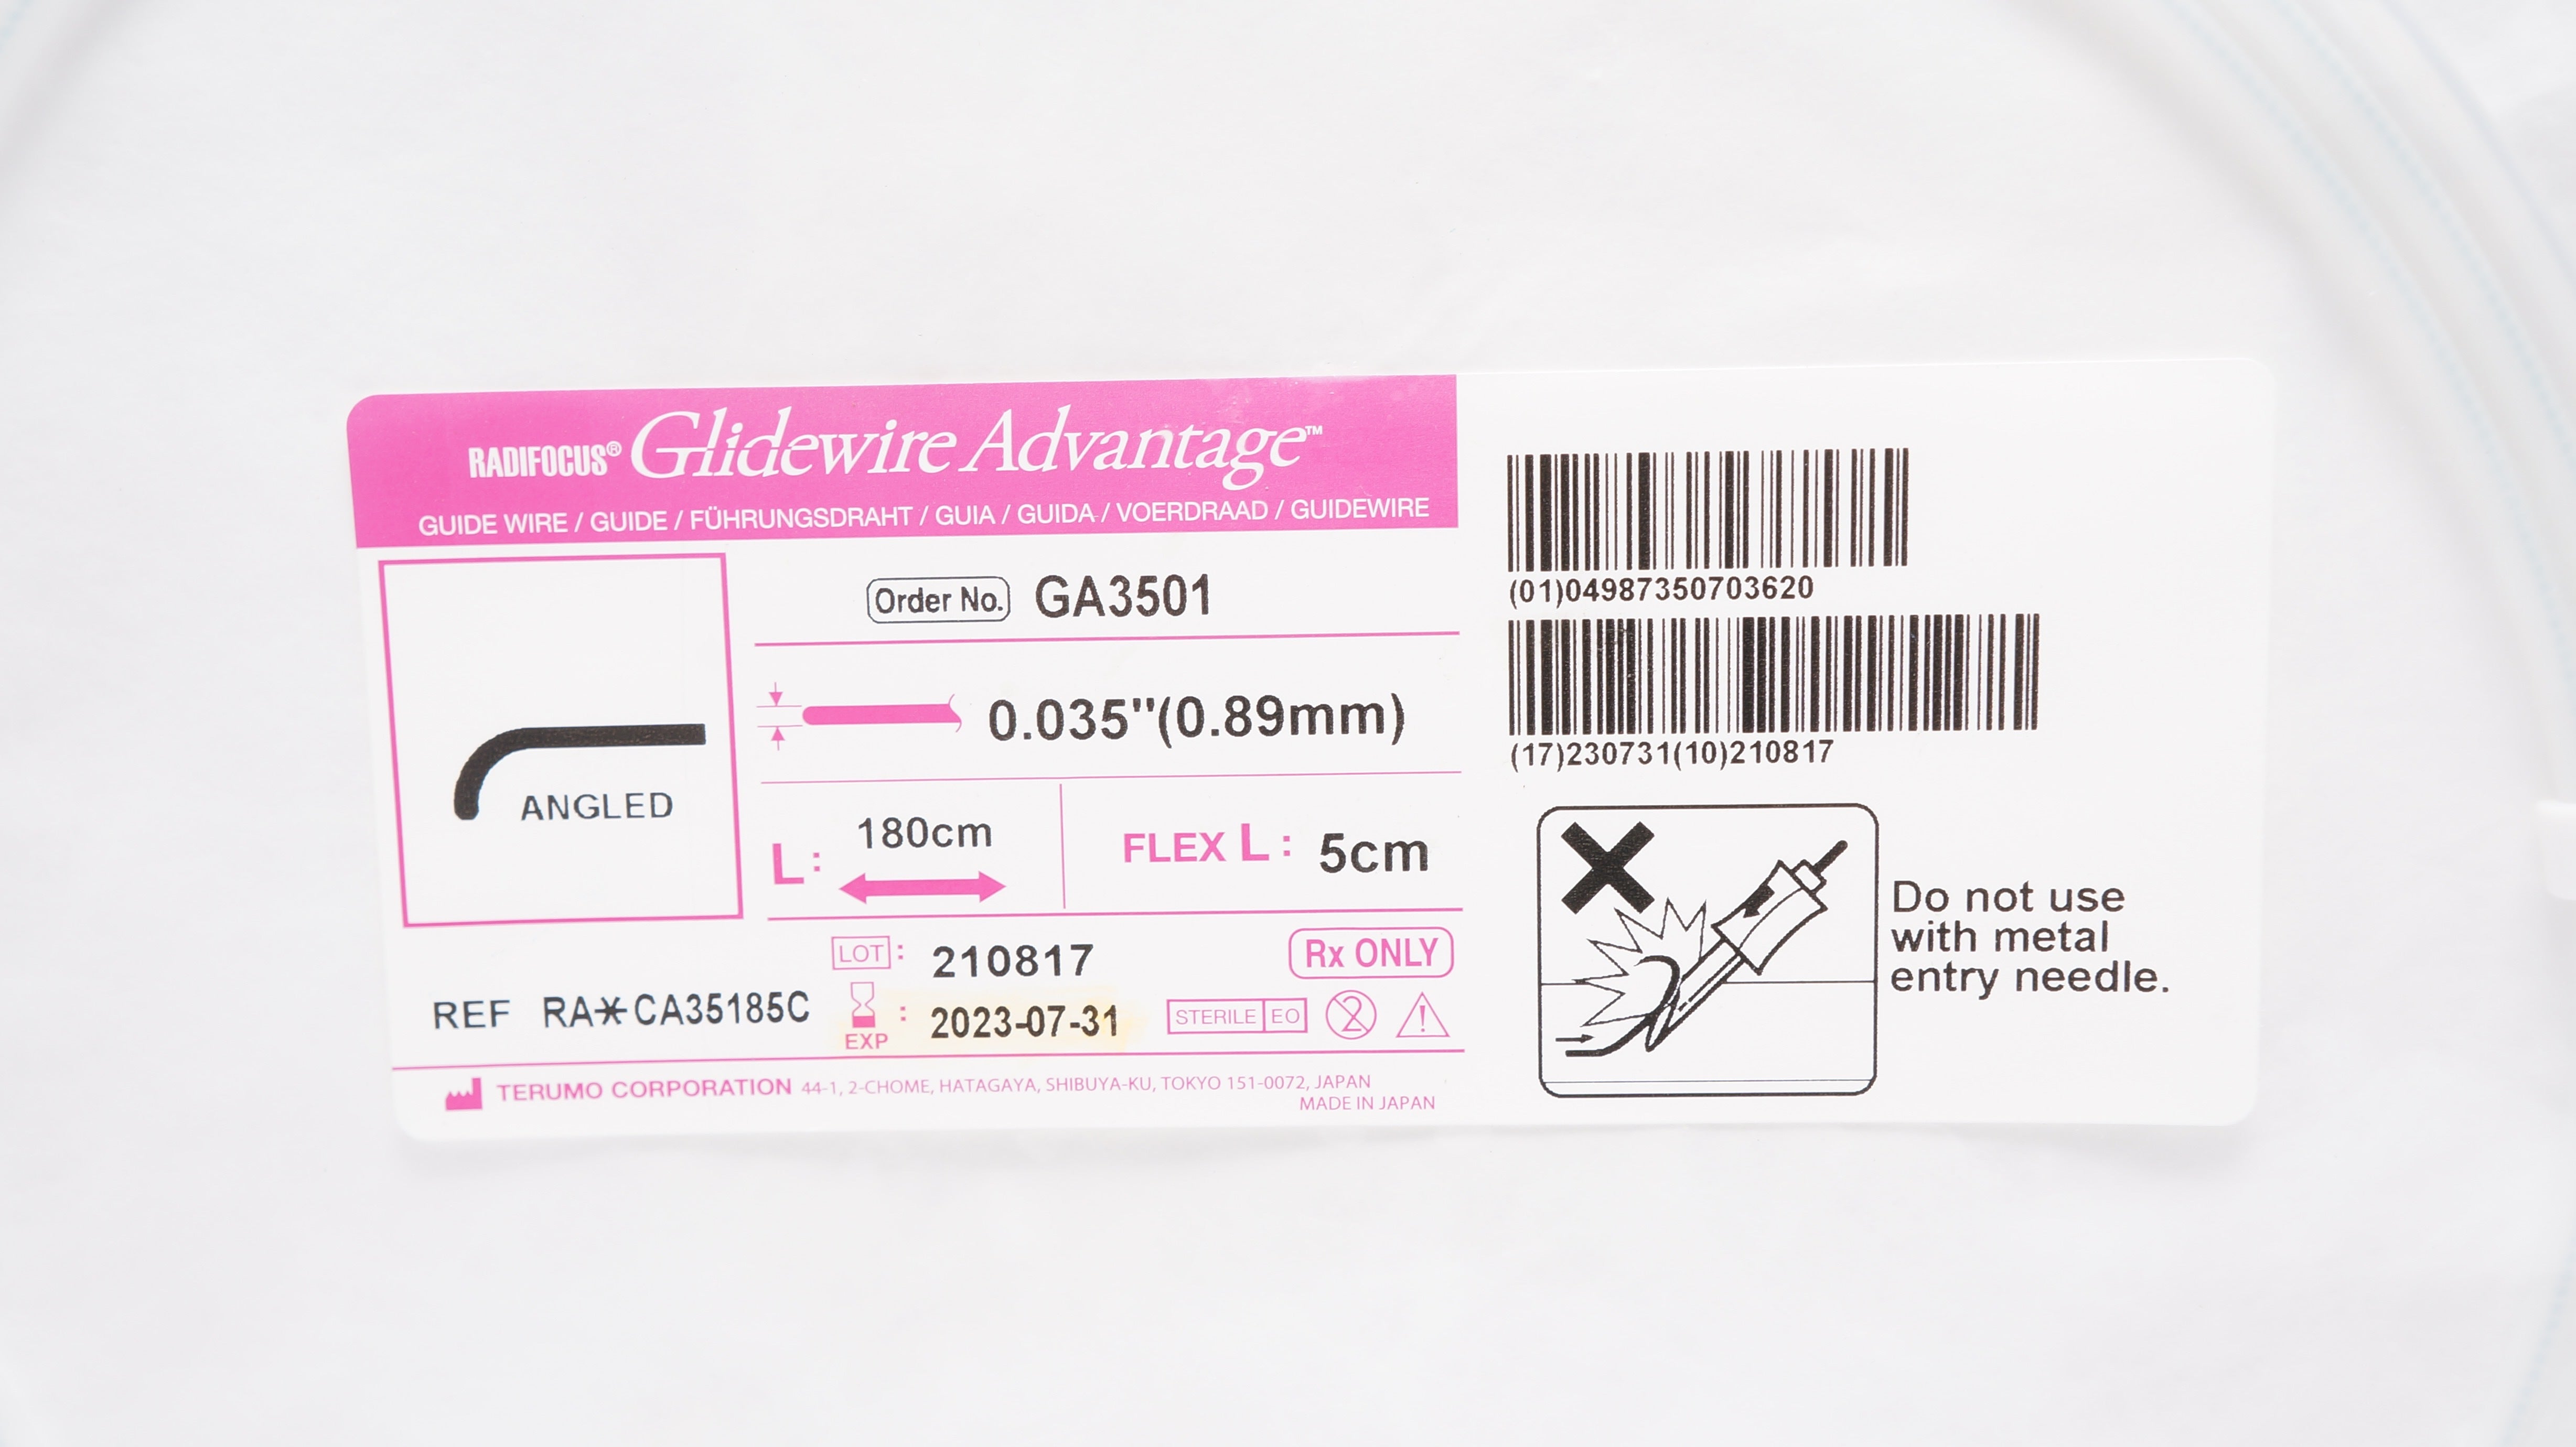 RADIFOCUS® Glidewire Advantage™
GUIDE WIRE / GUIDE / FÜHRUNGSDRAHT / GUIA / GUIDA / VOERDRAAD / GUIDEWIRE
ANGLED
Order No. GA3501
0.035"(0.89mm)
L: 180cm
FLEX L: 5cm
REF RA*CA35185C
LOT: 210817
Rx ONLY
EXP: 2023-07-31
STERILE EO
2
!
TERUMO CORPORATION 44-1, 2-CHOME, HATAGAYA, SHIBUYA-KU, TOKYO 151-0072, JAPAN
MADE IN JAPAN
(01)04987350703620
(17)230731(10)210817
Do not use
with metal
entry needle.